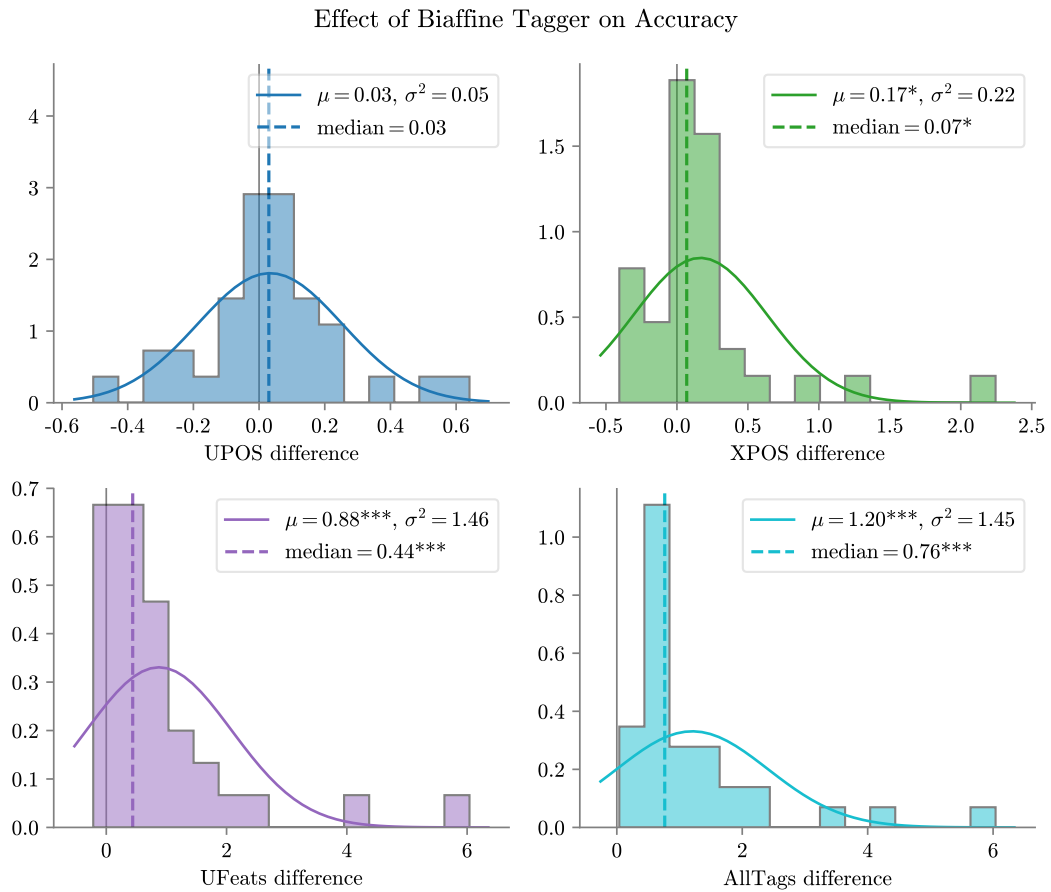 Effect of Biaffine Tagger on Accuracy
μ = 0.03, σ² = 0.05
median = 0.03
4
3
2
1
0
-0.6 -0.4 -0.2 0.0 0.2 0.4 0.6
UPOS difference
μ = 0.17*, σ² = 0.22
median = 0.07*
1.5
1.0
0.5
0.0
-0.5 0.0 0.5 1.0 1.5 2.0 2.5
XPOS difference
μ = 0.88***, σ² = 1.46
median = 0.44***
0.7
0.6
0.5
0.4
0.3
0.2
0.1
0.0
0 2 4 6
UFeats difference
μ = 1.20***, σ² = 1.45
median = 0.76***
1.0
0.8
0.6
0.4
0.2
0.0
0 2 4 6
AllTags difference